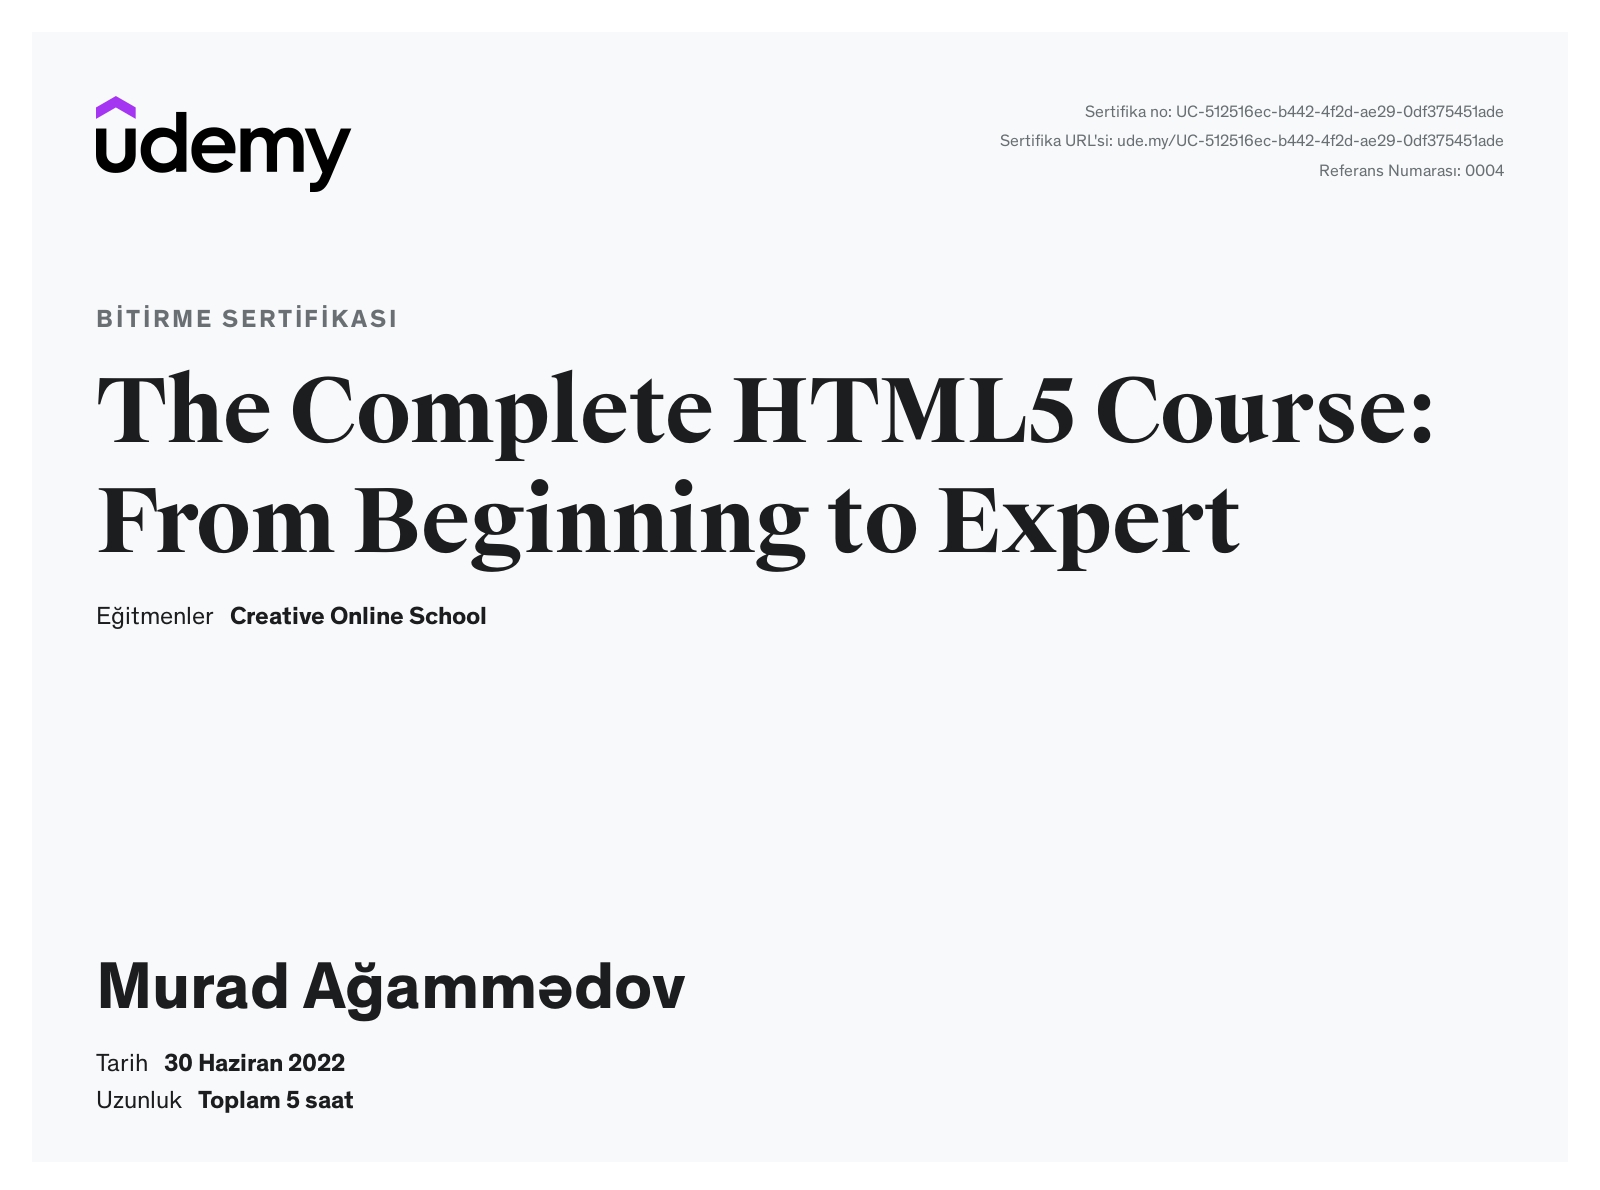 udemy
Sertifika no: UC-512516ec-b442-4f2d-ae29-0df375451ade
Sertifika URL'si: ude.my/UC-512516ec-b442-4f2d-ae29-0df375451ade
Referans Numarası: 0004
BİTİRME SERTİFİKASI
The Complete HTML5 Course:
From Beginning to Expert
Eğitmenler Creative Online School
Murad Ağammədov
Tarih 30 Haziran 2022
Uzunluk Toplam 5 saat